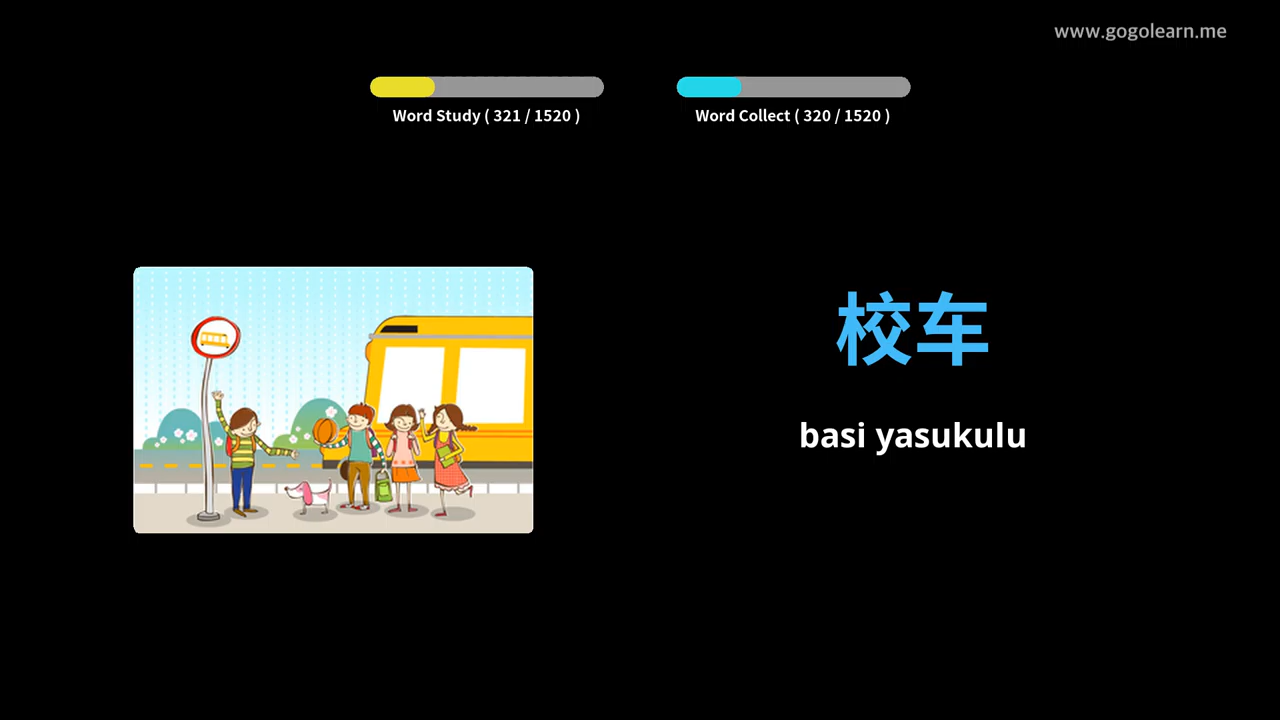 www.gogolearn.me
Word Study ( 321 / 1520 )
Word Collect ( 320 / 1520 )
校车
basi yasukulu